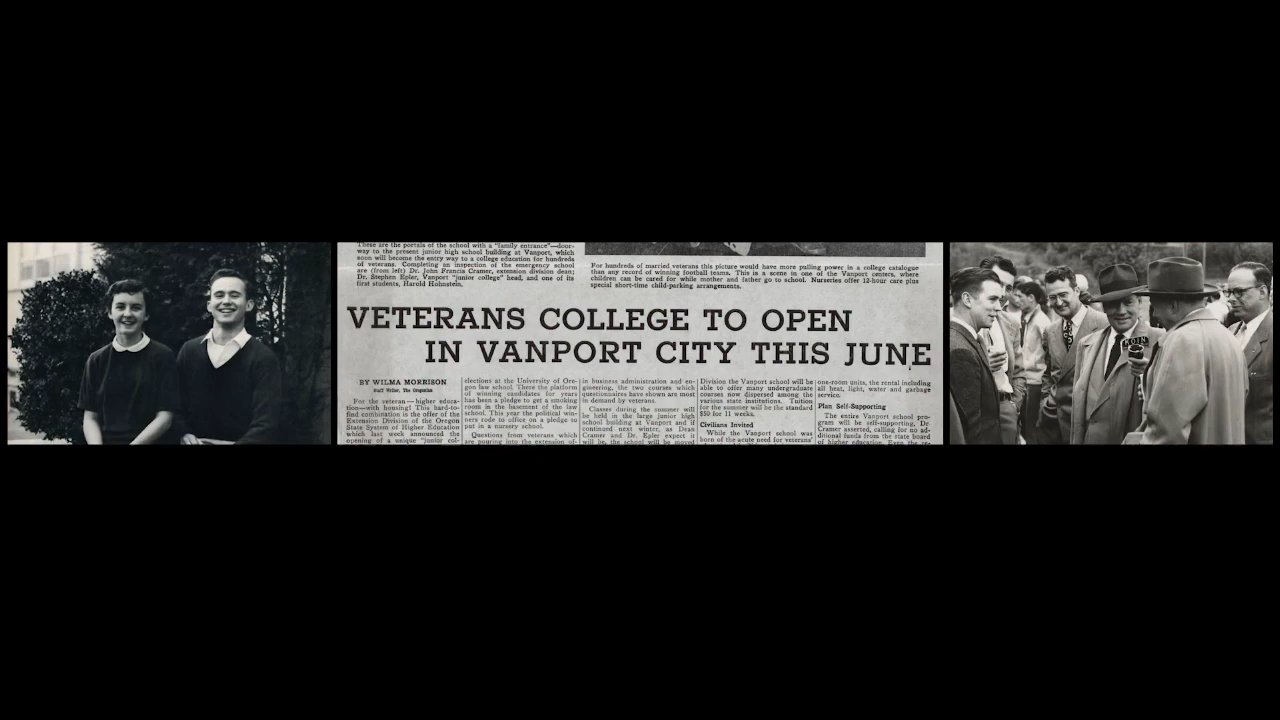 These are the portals of the school with a "family entrance"—door-
way to the present junior high school building at Vanport, which
soon will become the entry way to a college education for hundreds
of veterans. Completing an inspection of the emergency school
are (from left) Dr. John Francis Cramer, extension division dean;
Dr. Stephen Epler, Vanport "junior college" head, and one of its
first students, Harold Hohnstein.
For hundreds of married veterans this picture would have more pulling power in a college catalogue
than any record of winning football teams. This is a scene in one of the Vanport centers, where
children can be cared for while mother and father go to school. Nurseries offer 12-hour care plus
special short-time child-parking arrangements.
VETERANS COLLEGE TO OPEN
IN VANPORT CITY THIS JUNE
BY WILMA MORRISON
Staff Writer, The Oregonian
For the veteran—higher educa-
tion—with housing! This hard-to-
find combination is the offer of the
Extension Division of the Oregon
State System of Higher Education
which last week announced the
opening of a unique "junior col-
elections at the University of Ore-
gon law school. There the platform
of winning candidates for years
has been a pledge to get a smoking
room in the basement of the law
school. This year the political win-
ners rode to office on a pledge to
put in a nursery school.
Questions from veterans which
are pouring into the extension of-
in business administration and en-
gineering, the two courses which
questionnaires have shown are most
in demand by veterans.
Classes during the summer will
be held in the large junior high
school building at Vanport and if
continued next winter, as Dean
Cramer and Dr. Epler expect it
will be, the school will be moved
Division the Vanport school will be
able to offer many undergraduate
courses now dispersed among the
various state institutions. Tuition
for the summer will be the standard
$50 for 11 weeks.
Civilians Invited
While the Vanport school was
born of the acute need for veterans'
one-room units, the rental including
all heat, light, water and garbage
service.
Plan Self-Supporting
The entire Vanport school pro-
gram will be self-supporting, Dr.
Cramer asserted, calling for no ad-
ditional funds from the state board
of higher education. Even the re-
KOIN